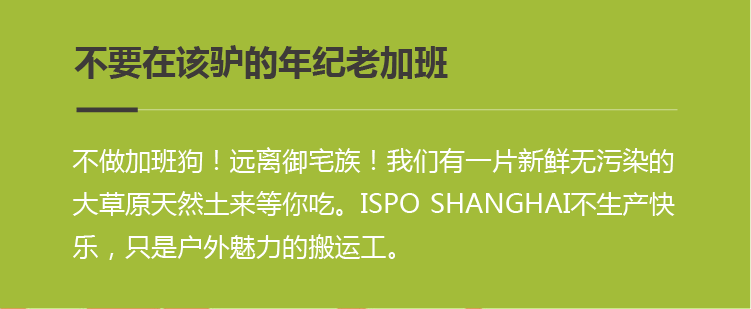 不要在该驴的年纪老加班
不做加班狗！远离御宅族！我们有一片新鲜无污染的
大草原天然土来等你吃。ISPO SHANGHAI不生产快
乐，只是户外魅力的搬运工。